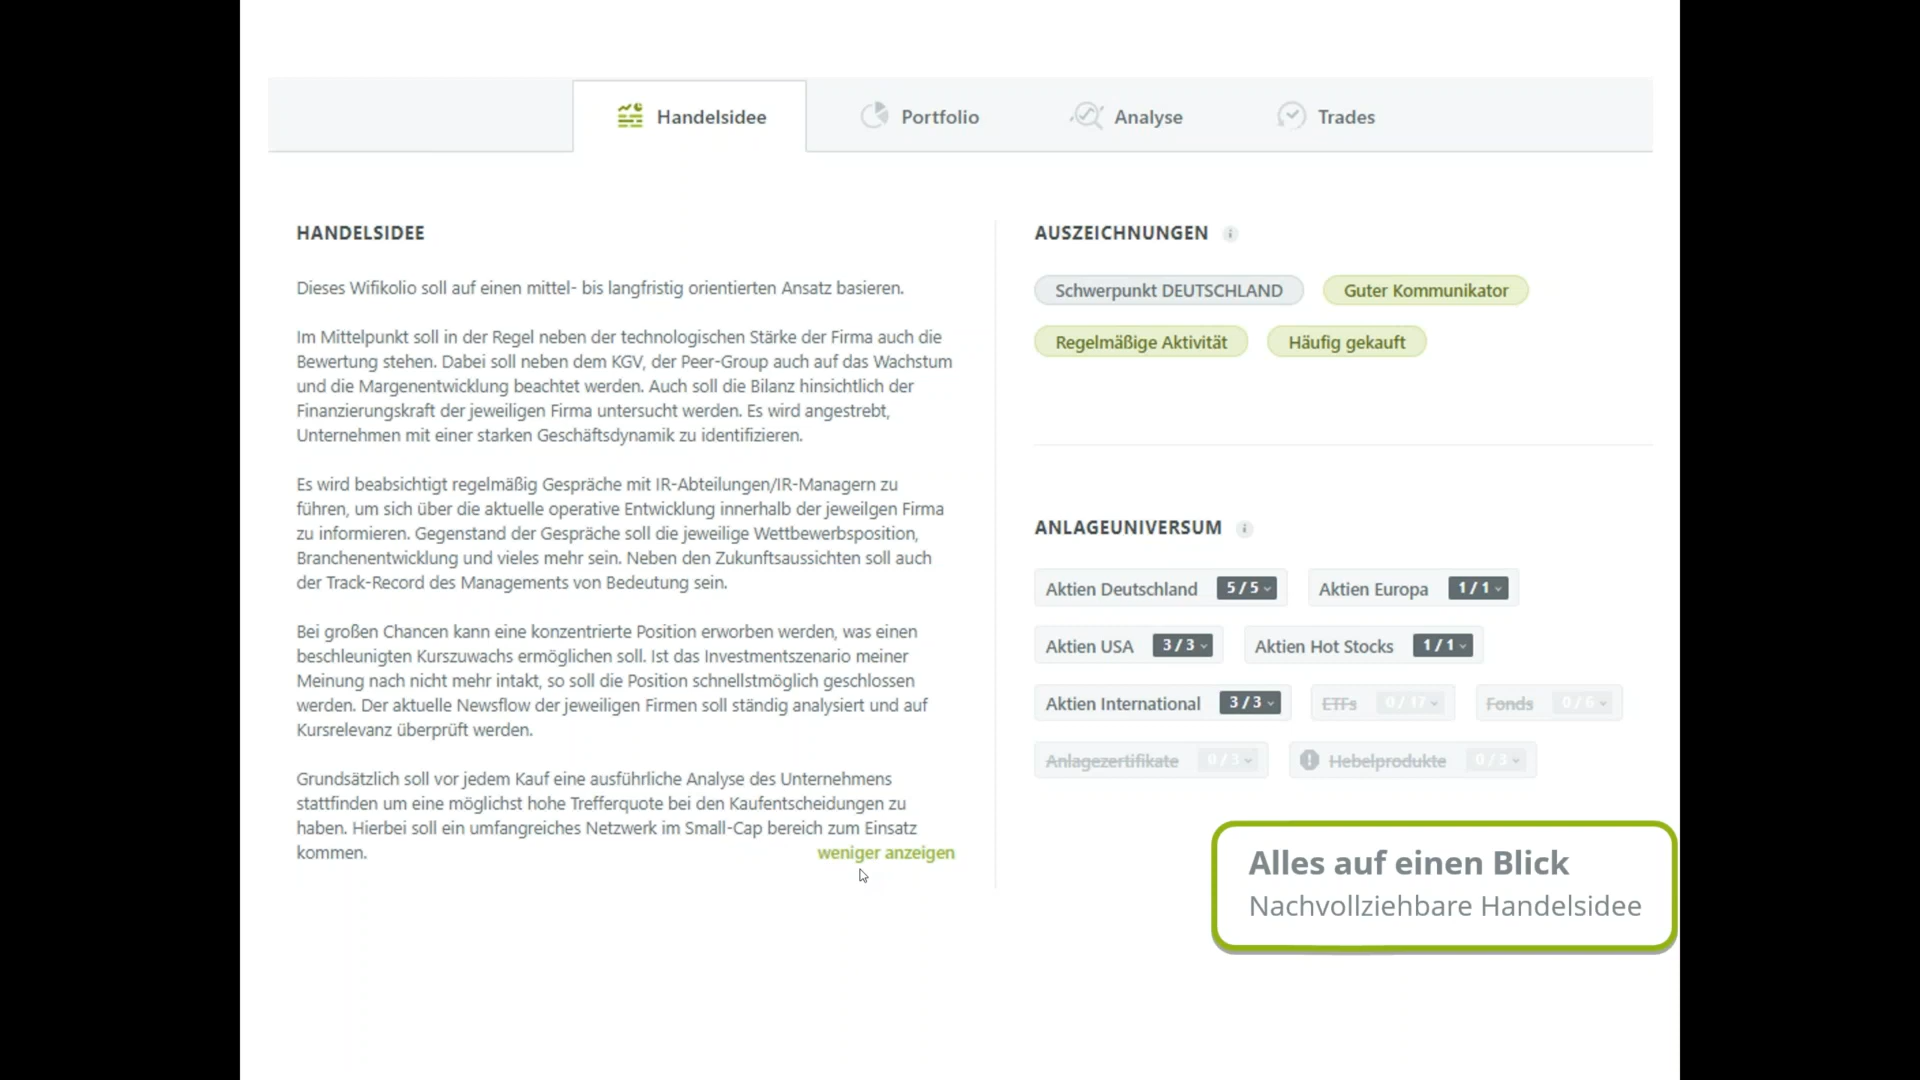 Handelsidee
Portfolio
Analyse
Trades
HANDELSIDEE
Dieses Wifikolio soll auf einen mittel- bis langfristig orientierten Ansatz basieren.
Im Mittelpunkt soll in der Regel neben der technologischen Stärke der Firma auch die
Bewertung stehen. Dabei soll neben dem KGV, der Peer-Group auch auf das Wachstum
und die Margenentwicklung beachtet werden. Auch soll die Bilanz hinsichtlich der
Finanzierungskraft der jeweiligen Firma untersucht werden. Es wird angestrebt,
Unternehmen mit einer starken Geschäftsdynamik zu identifizieren.
Es wird beabsichtigt regelmäßig Gespräche mit IR-Abteilungen/IR-Managern zu
führen, um sich über die aktuelle operative Entwicklung innerhalb der jeweilgen Firma
zu informieren. Gegenstand der Gespräche soll die jeweilige Wettbewerbsposition,
Branchenentwicklung und vieles mehr sein. Neben den Zukunftsaussichten soll auch
der Track-Record des Managements von Bedeutung sein.
Bei großen Chancen kann eine konzentrierte Position erworben werden, was einen
beschleunigten Kurszuwachs ermöglichen soll. Ist das Investmentszenario meiner
Meinung nach nicht mehr intakt, so soll die Position schnellstmöglich geschlossen
werden. Der aktuelle Newsflow der jeweiligen Firmen soll ständig analysiert und auf
Kursrelevanz überprüft werden.
Grundsätzlich soll vor jedem Kauf eine ausführliche Analyse des Unternehmens
stattfinden um eine möglichst hohe Trefferquote bei den Kaufentscheidungen zu
haben. Hierbei soll ein umfangreiches Netzwerk im Small-Cap bereich zum Einsatz
kommen.
weniger anzeigen
AUSZEICHNUNGEN
Schwerpunkt DEUTSCHLAND
Guter Kommunikator
Regelmäßige Aktivität
Häufig gekauft
ANLAGEUNIVERSUM
Aktien Deutschland 5 / 5
Aktien Europa 1 / 1
Aktien USA 3 / 3
Aktien Hot Stocks 1 / 1
Aktien International 3 / 3
ETFs 0 / 17
Fonds 0 / 6
Anlagezertifikate 0 / 3
Hebelprodukte 0 / 3
Alles auf einen Blick
Nachvollziehbare Handelsidee